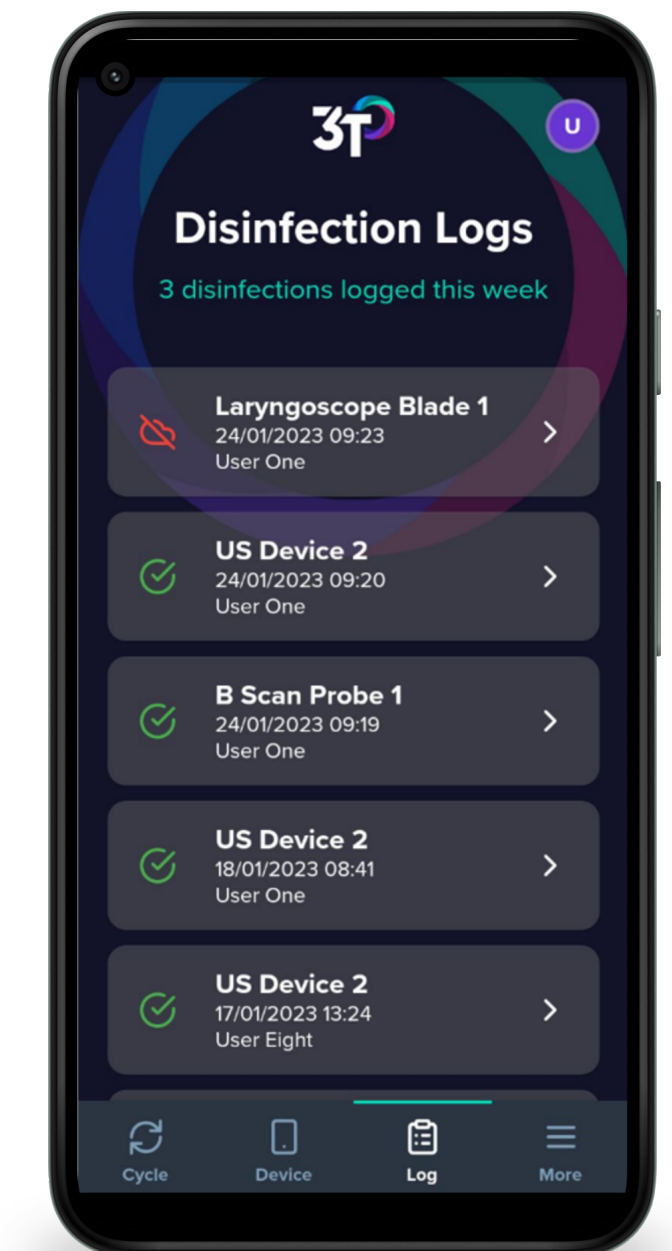 3T
U
Disinfection Logs
3 disinfections logged this week
Laryngoscope Blade 1
24/01/2023 09:23
User One
US Device 2
24/01/2023 09:20
User One
B Scan Probe 1
24/01/2023 09:19
User One
US Device 2
18/01/2023 08:41
User One
US Device 2
17/01/2023 13:24
User Eight
Cycle
Device
Log
More